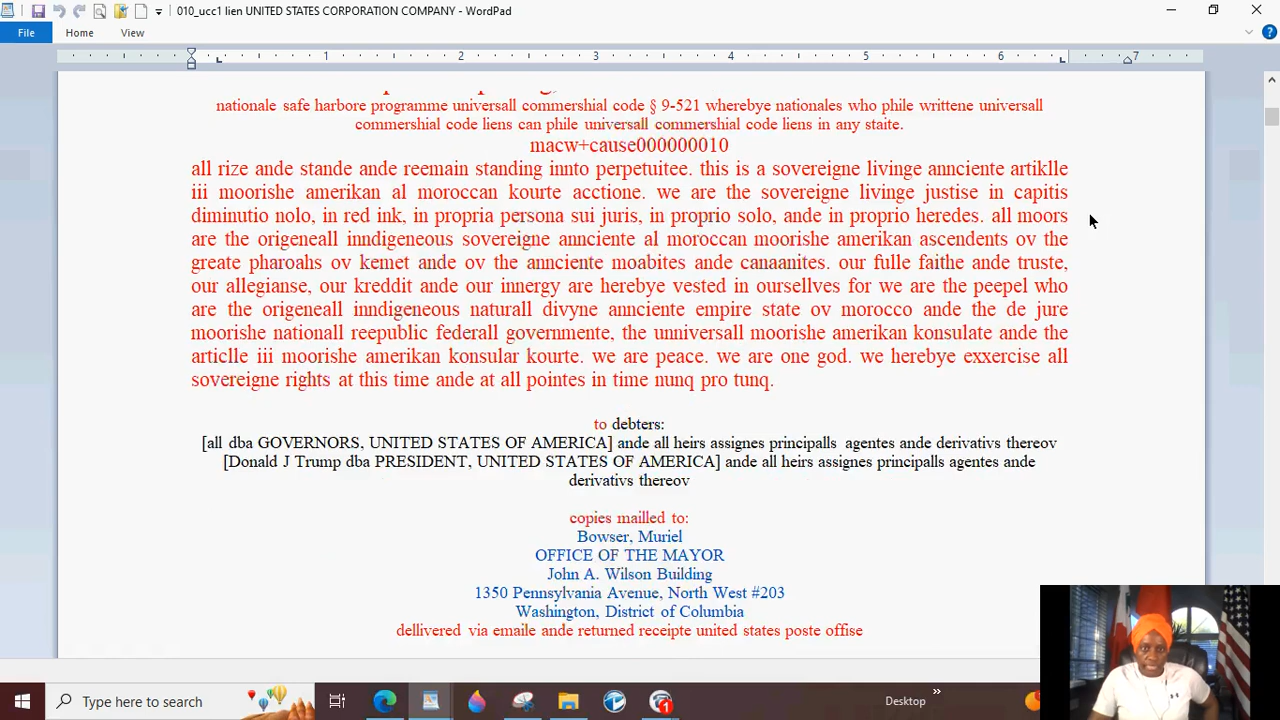 010_ucc1 lien UNITED STATES CORPORATION COMPANY - WordPad
File Home View
1 2 3 4 5 6 7
nationale safe harbore programme universall commershial code § 9-521 wherebye nationales who phile writtene universall
commershial code liens can phile universall commershial code liens in any staite.
macw+cause000000010
all rize ande stande ande reemain standing innto perpetuitee. this is a sovereigne livinge annciente artiklle
iii moorishe amerikan al moroccan kourte acctione. we are the sovereigne livinge justise in capitis
diminutio nolo, in red ink, in propria persona sui juris, in proprio solo, ande in proprio heredes. all moors
are the origeneall inndigeneous sovereigne annciente al moroccan moorishe amerikan ascendents ov the
greate pharoahs ov kemet ande ov the annciente moabites ande canaanites. our fulle faithe ande truste,
our allegianse, our kreddit ande our innergy are herebye vested in oursellves for we are the peepel who
are the origeneall inndigeneous naturall divyne annciente empire state ov morocco ande the de jure
moorishe nationall reepublic federall governmente, the unniversall moorishe amerikan konsulate ande the
articlle iii moorishe amerikan konsular kourte. we are peace. we are one god. we herebye exxercise all
sovereigne rights at this time ande at all pointes in time nunq pro tunq.
to debters:
[all dba GOVERNORS, UNITED STATES OF AMERICA] ande all heirs assignes principalls agentes ande derivativs thereov
[Donald J Trump dba PRESIDENT, UNITED STATES OF AMERICA] ande all heirs assignes principalls agentes ande
derivativs thereov
copies mailled to:
Bowser, Muriel
OFFICE OF THE MAYOR
John A. Wilson Building
1350 Pennsylvania Avenue, North West #203
Washington, District of Columbia
dellivered via emaile ande returned receipte united states poste offise
Type here to search
1
Desktop